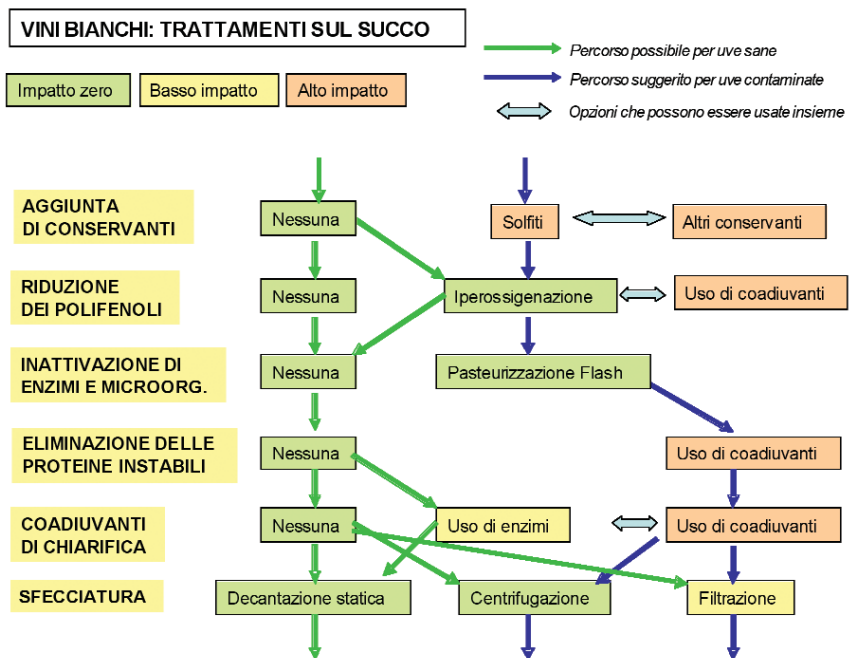 VINI BIANCHI: TRATTAMENTI SUL SUCCO
Percorso possibile per uve sane
Percorso suggerito per uve contaminate
Opzioni che possono essere usate insieme
Impatto zero
Basso impatto
Alto impatto
AGGIUNTA
DI CONSERVANTI
Nessuna
Solfiti
Altri conservanti
RIDUZIONE
DEI POLIFENOLI
Nessuna
Iperossigenazione
Uso di coadiuvanti
INATTIVAZIONE DI
ENZIMI E MICROORG.
Nessuna
Pasteurizzazione Flash
ELIMINAZIONE DELLE
PROTEINE INSTABILI
Nessuna
Uso di coadiuvanti
COADIUVANTI
DI CHIARIFICA
Nessuna
Uso di enzimi
Uso di coadiuvanti
SFECCIATURA
Decantazione statica
Centrifugazione
Filtrazione